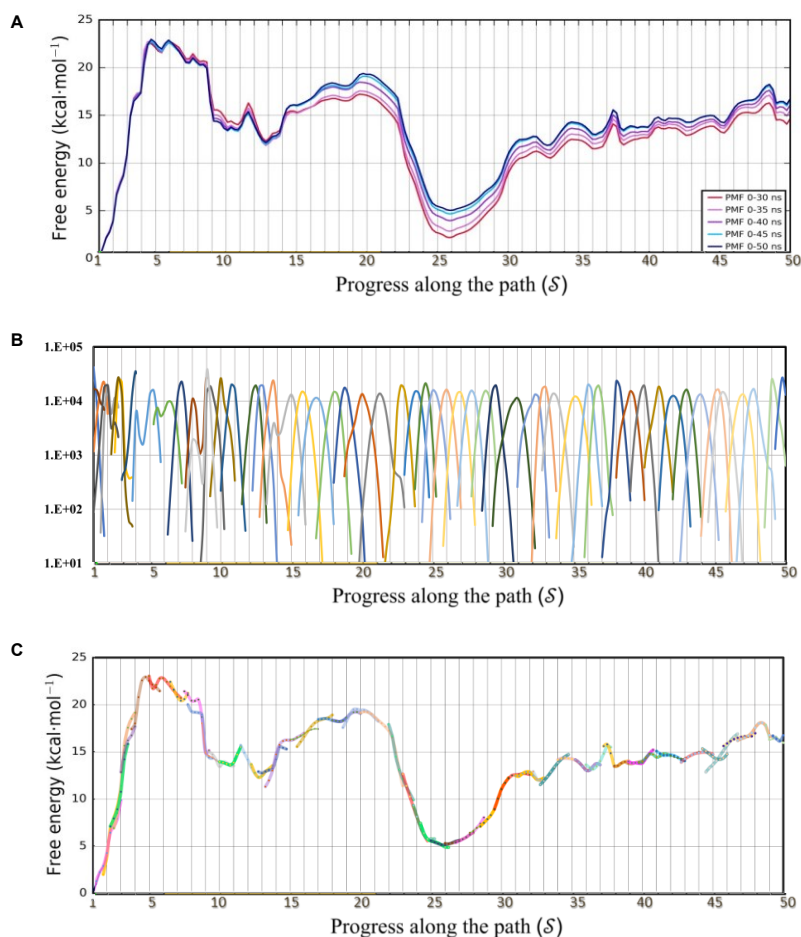 A
Free energy (kcal·mol⁻¹)
25
20
15
10
5
0
PMF 0-30 ns
PMF 0-35 ns
PMF 0-40 ns
PMF 0-45 ns
PMF 0-50 ns
1 5 10 15 20 25 30 35 40 45 50
Progress along the path (S)
B
1.E+05
1.E+04
1.E+03
1.E+02
1.E+01
1 5 10 15 20 25 30 35 40 45 50
Progress along the path (S)
C
Free energy (kcal·mol⁻¹)
25
20
15
10
5
0
1 5 10 15 20 25 30 35 40 45 50
Progress along the path (S)